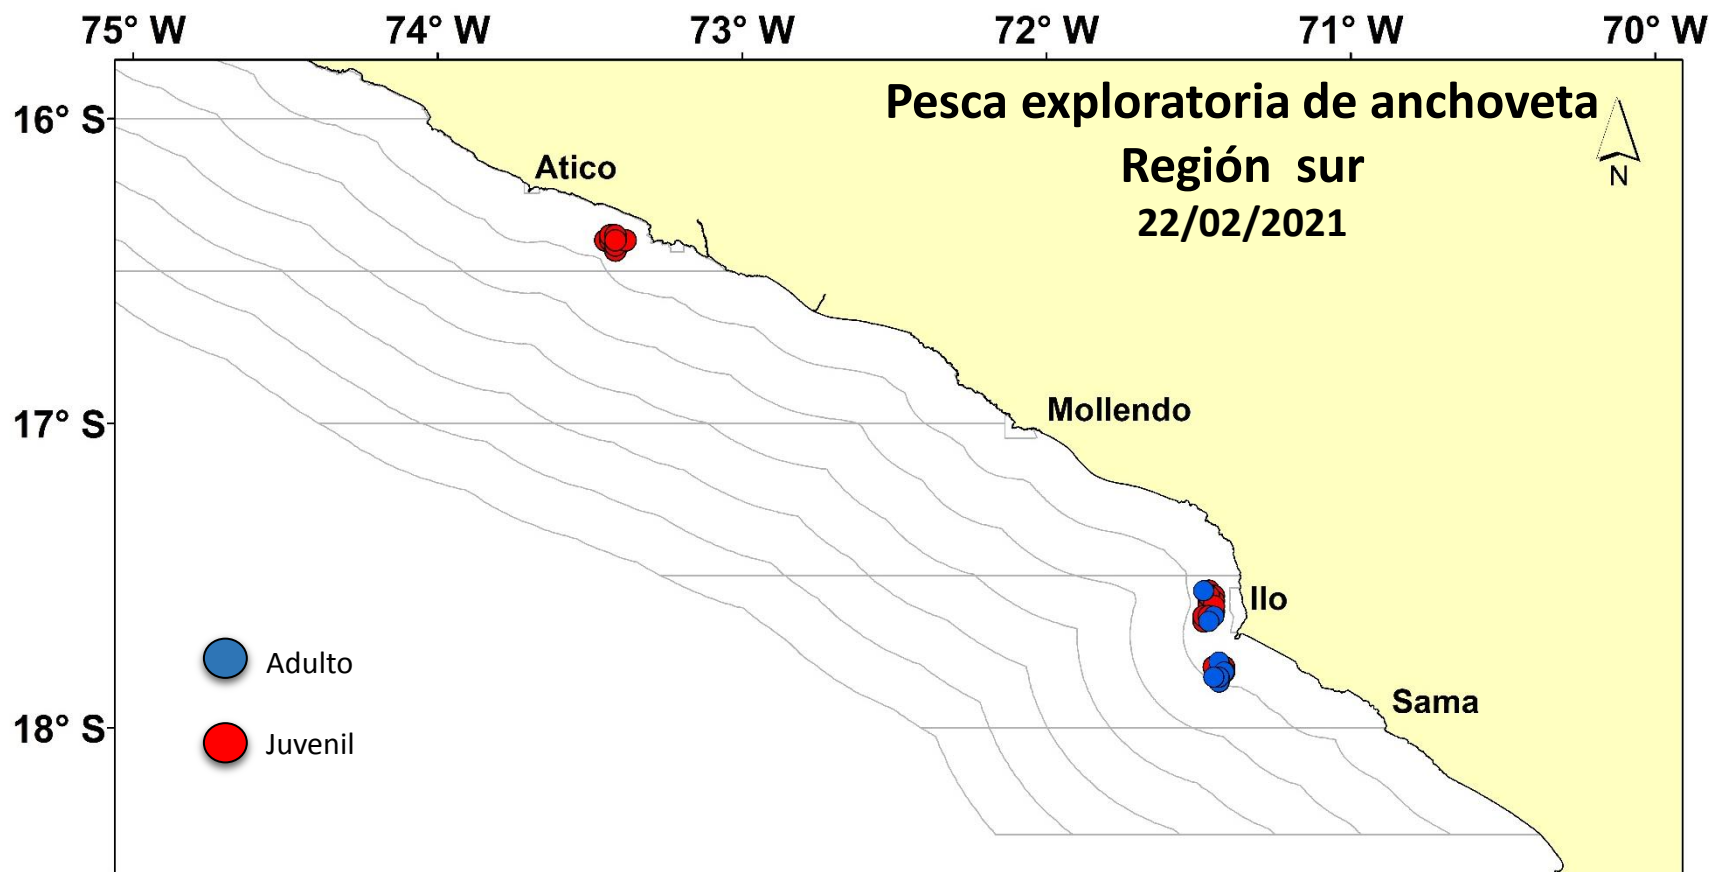 75° W 74° W 73° W 72° W 71° W 70° W
Pesca exploratoria de anchoveta
Región sur
22/02/2021
N
16° S
Atico
17° S
Mollendo
Ilo
Sama
18° S
Adulto
Juvenil